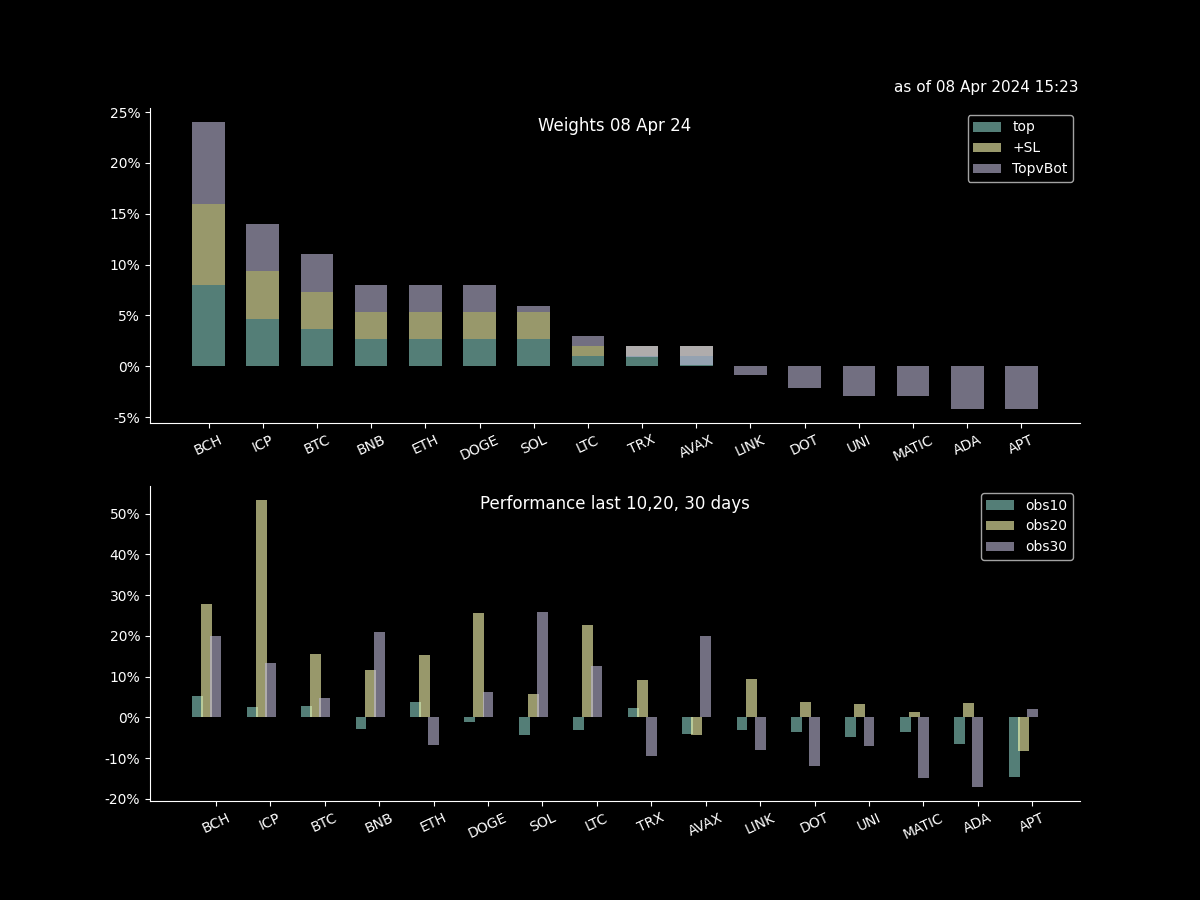 as of 08 Apr 2024 15:23
Weights 08 Apr 24
top
+SL
TopvBot
25%
20%
15%
10%
5%
0%
-5%
BCH ICP BTC BNB ETH DOGE SOL LTC TRX AVAX LINK DOT UNI MATIC ADA APT
Performance last 10,20, 30 days
obs10
obs20
obs30
50%
40%
30%
20%
10%
0%
-10%
-20%
BCH ICP BTC BNB ETH DOGE SOL LTC TRX AVAX LINK DOT UNI MATIC ADA APT